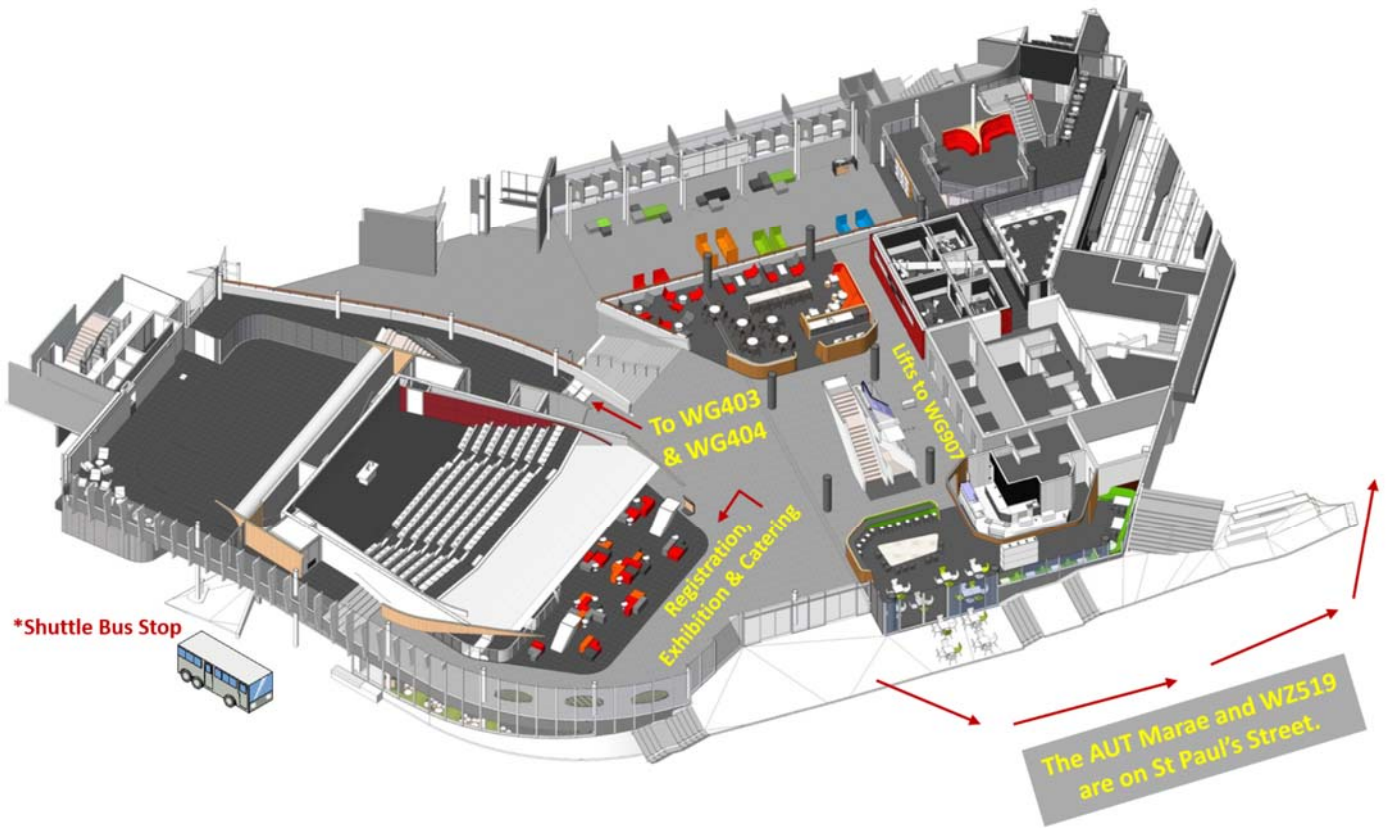 To WG403
& WG404
Lifts to WG907
Registration,
Exhibition & Catering
*Shuttle Bus Stop
The AUT Marae and WZ519
are on St Paul's Street.